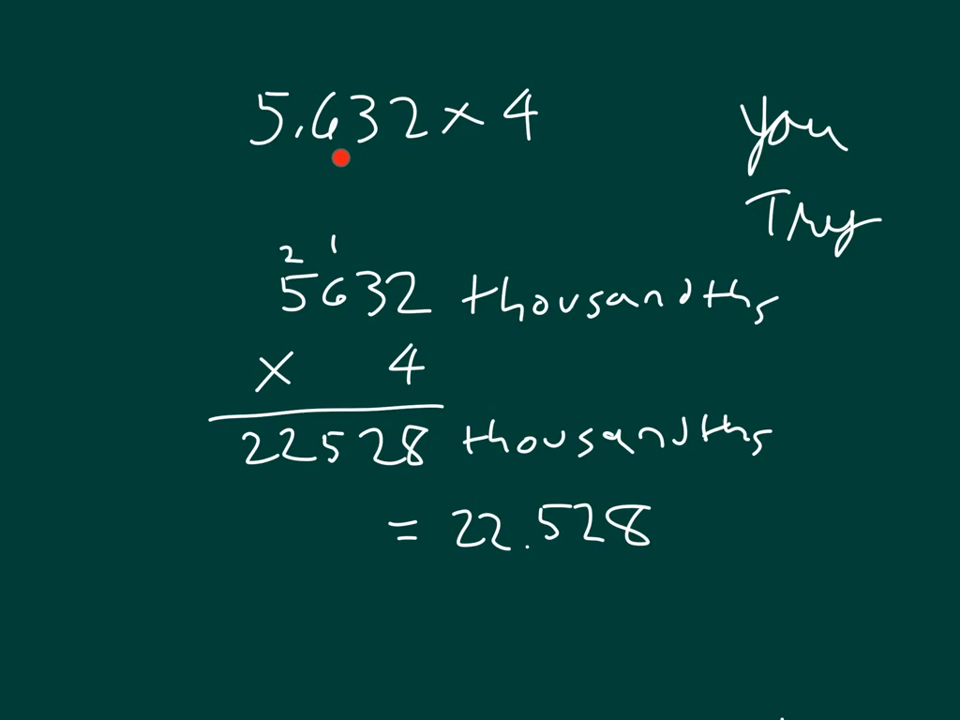 5.632 × 4
You
Try
2 1
5632 thousandths
× 4
22528 thousandths
= 22.528